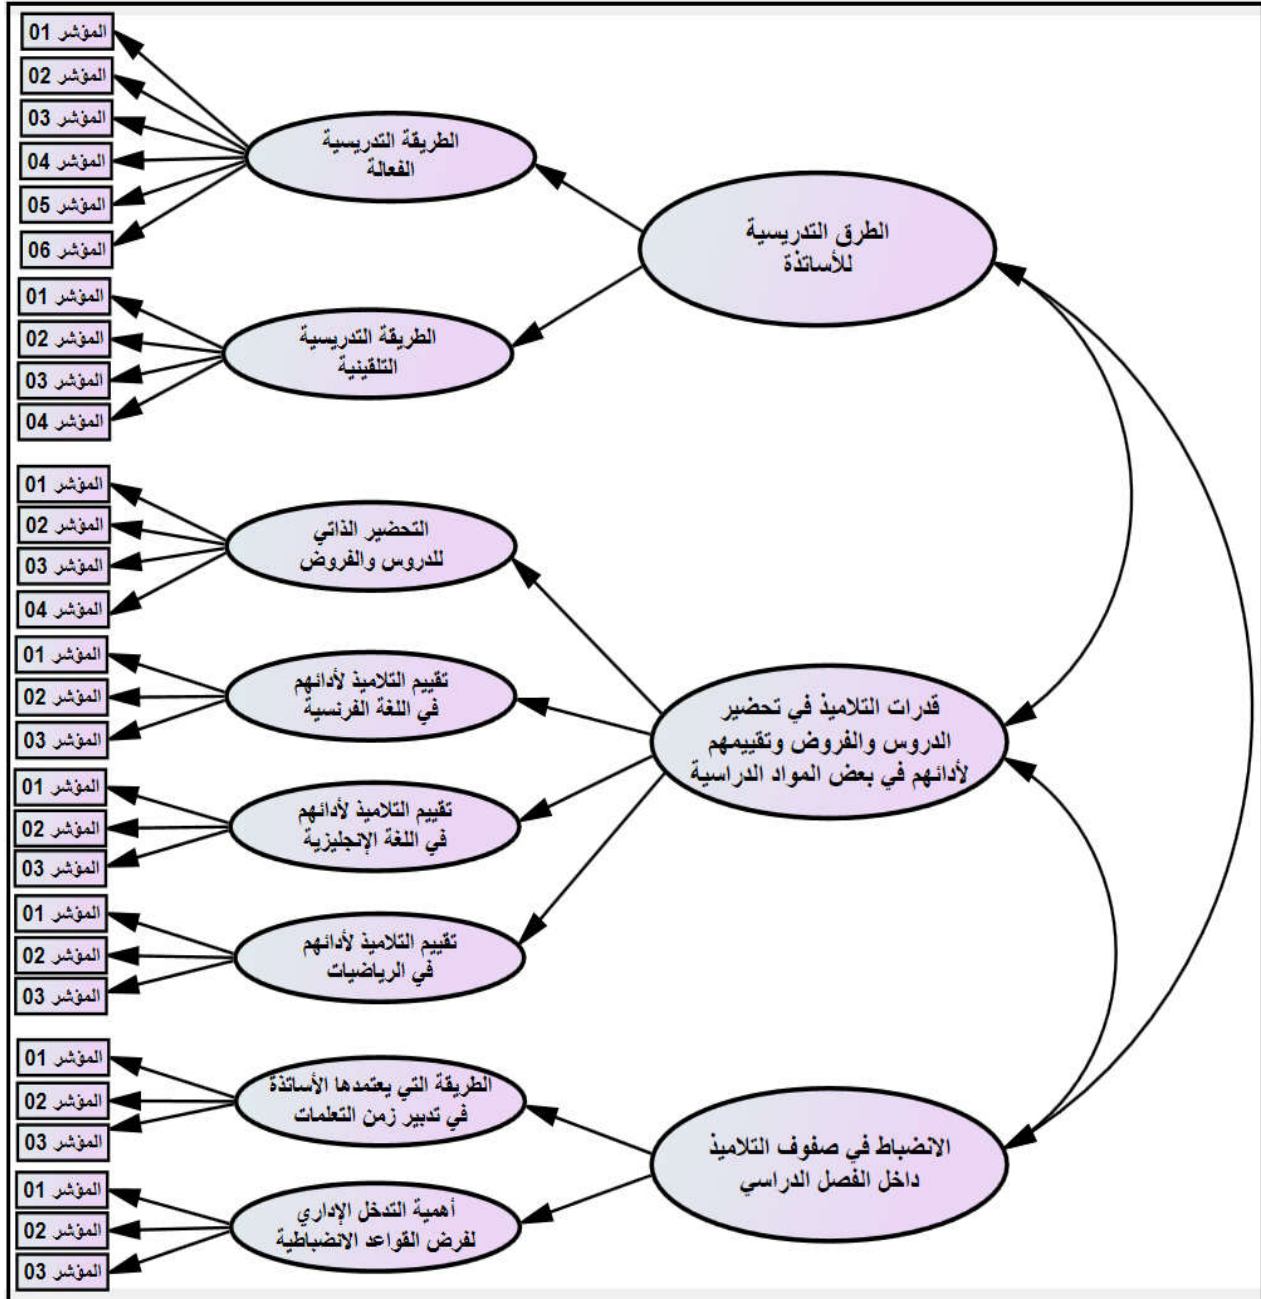 الطرق التدريسية
للأساتذة
الطريقة التدريسية
الفعالة
المؤشر 01
المؤشر 02
المؤشر 03
المؤشر 04
المؤشر 05
المؤشر 06
الطريقة التدريسية
التلقينية
المؤشر 01
المؤشر 02
المؤشر 03
المؤشر 04
قدرات التلاميذ في تحضير
الدروس والفروض وتقييمهم
لأدائهم في بعض المواد الدراسية
التحضير الذاتي
للدروس والفروض
المؤشر 01
المؤشر 02
المؤشر 03
المؤشر 04
تقييم التلاميذ لأدائهم
في اللغة الفرنسية
المؤشر 01
المؤشر 02
المؤشر 03
تقييم التلاميذ لأدائهم
في اللغة الإنجليزية
المؤشر 01
المؤشر 02
المؤشر 03
تقييم التلاميذ لأدائهم
في الرياضيات
المؤشر 01
المؤشر 02
المؤشر 03
الانضباط في صفوف التلاميذ
داخل الفصل الدراسي
الطريقة التي يعتمدها الأساتذة
في تدبير زمن التعلمات
المؤشر 01
المؤشر 02
المؤشر 03
أهمية التدخل الإداري
لفرض القواعد الانضباطية
المؤشر 01
المؤشر 02
المؤشر 03